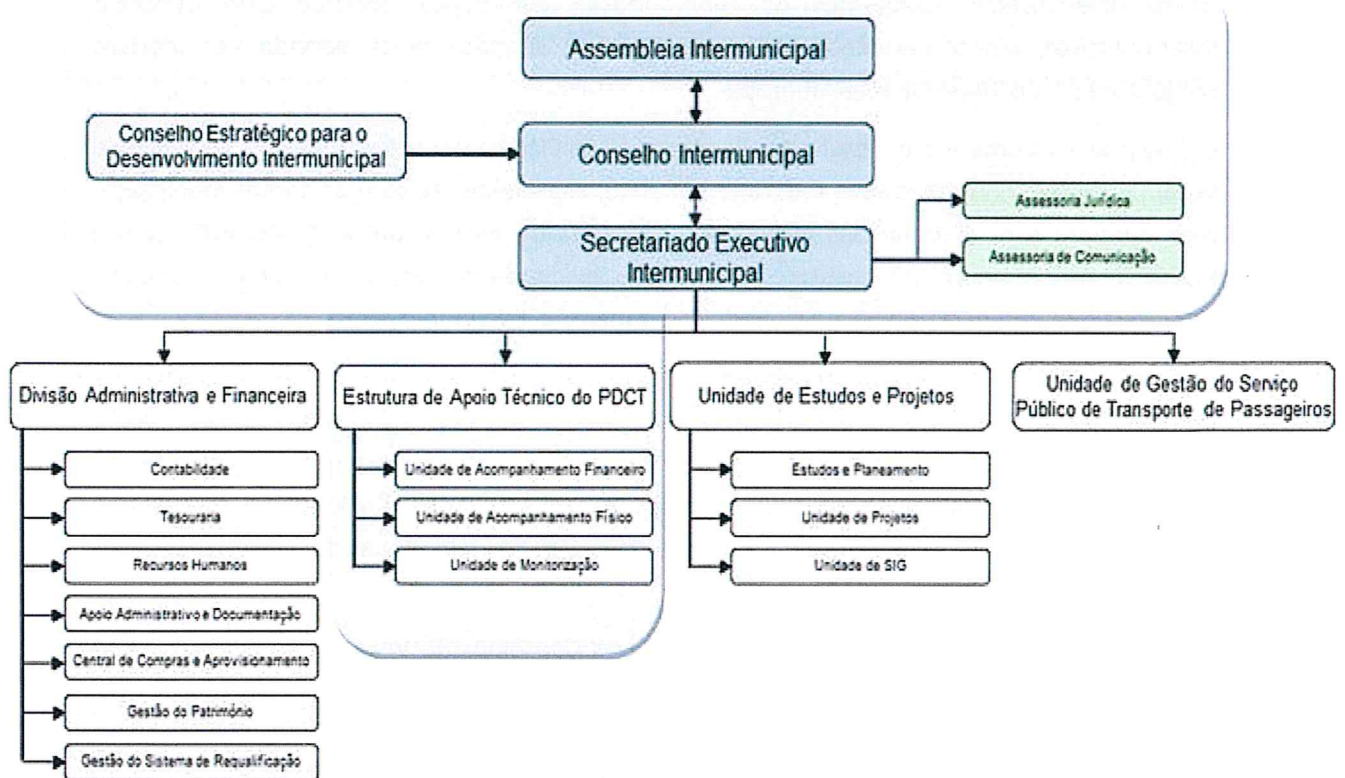 Assembleia Intermunicipal
Conselho Estratégico para o
Desenvolvimento Intermunicipal
Conselho Intermunicipal
Assessoria Jurídica
Secretariado Executivo
Intermunicipal
Assessoria de Comunicação
Divisão Administrativa e Financeira
Estrutura de Apoio Técnico do PDCT
Unidade de Estudos e Projetos
Unidade de Gestão do Serviço
Público de Transporte de Passageiros
Contabilidade
Tesouraria
Recursos Humanos
Apoio Administrativo e Documentação
Central de Compras e Aprovisionamento
Gestão do Património
Gestão do Sistema de Requalificação
Unidade de Acompanhamento Financeiro
Unidade de Acompanhamento Físico
Unidade de Monitorização
Estudos e Planeamento
Unidade de Projetos
Unidade de SIG